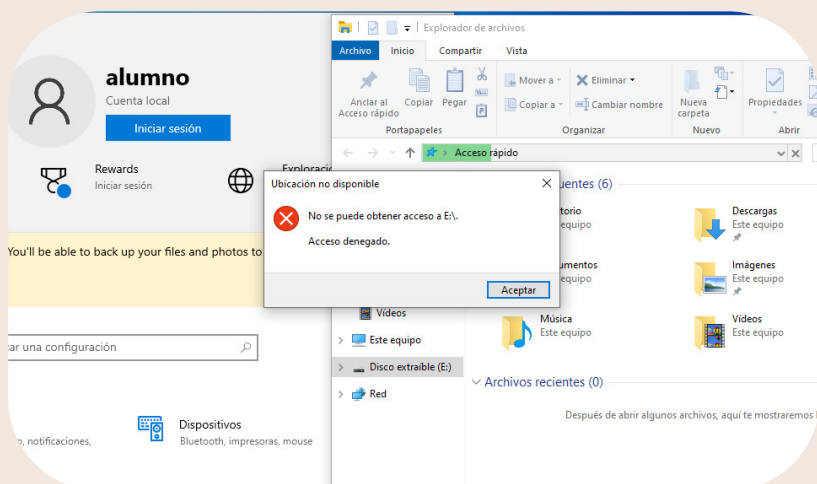 alumno
Cuenta local
Iniciar sesión
Rewards
Iniciar sesión
You'll be able to back up your files and photos to
ar una configuración
notificaciones,
Dispositivos
Bluetooth, impresoras, mouse
Explorador de archivos
Archivo Inicio Compartir Vista
Anclar al
Acceso rápido
Copiar
Pegar
Portapapeles
Mover a
Copiar a
Eliminar
Cambiar nombre
Organizar
Nueva
carpeta
Nuevo
Propiedades
Abrir
Acceso rápido
Ubicación no disponible
No se puede obtener acceso a E:\.
Acceso denegado.
Aceptar
uentes (6)
torio
equipo
Descargas
Este equipo
umentos
equipo
Imágenes
Este equipo
Música
Este equipo
Vídeos
Este equipo
Vídeos
Este equipo
Disco extraíble (E:)
Red
Archivos recientes (0)
Después de abrir algunos archivos, aquí te mostraremos